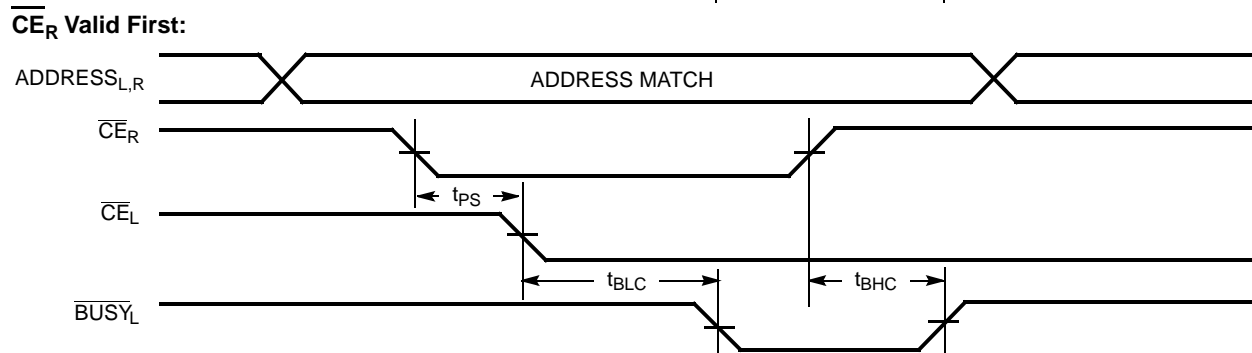 CE_R Valid First:
ADDRESS_L,R
ADDRESS MATCH
CE_R
t_PS
CE_L
t_BLC
t_BHC
BUSY_L